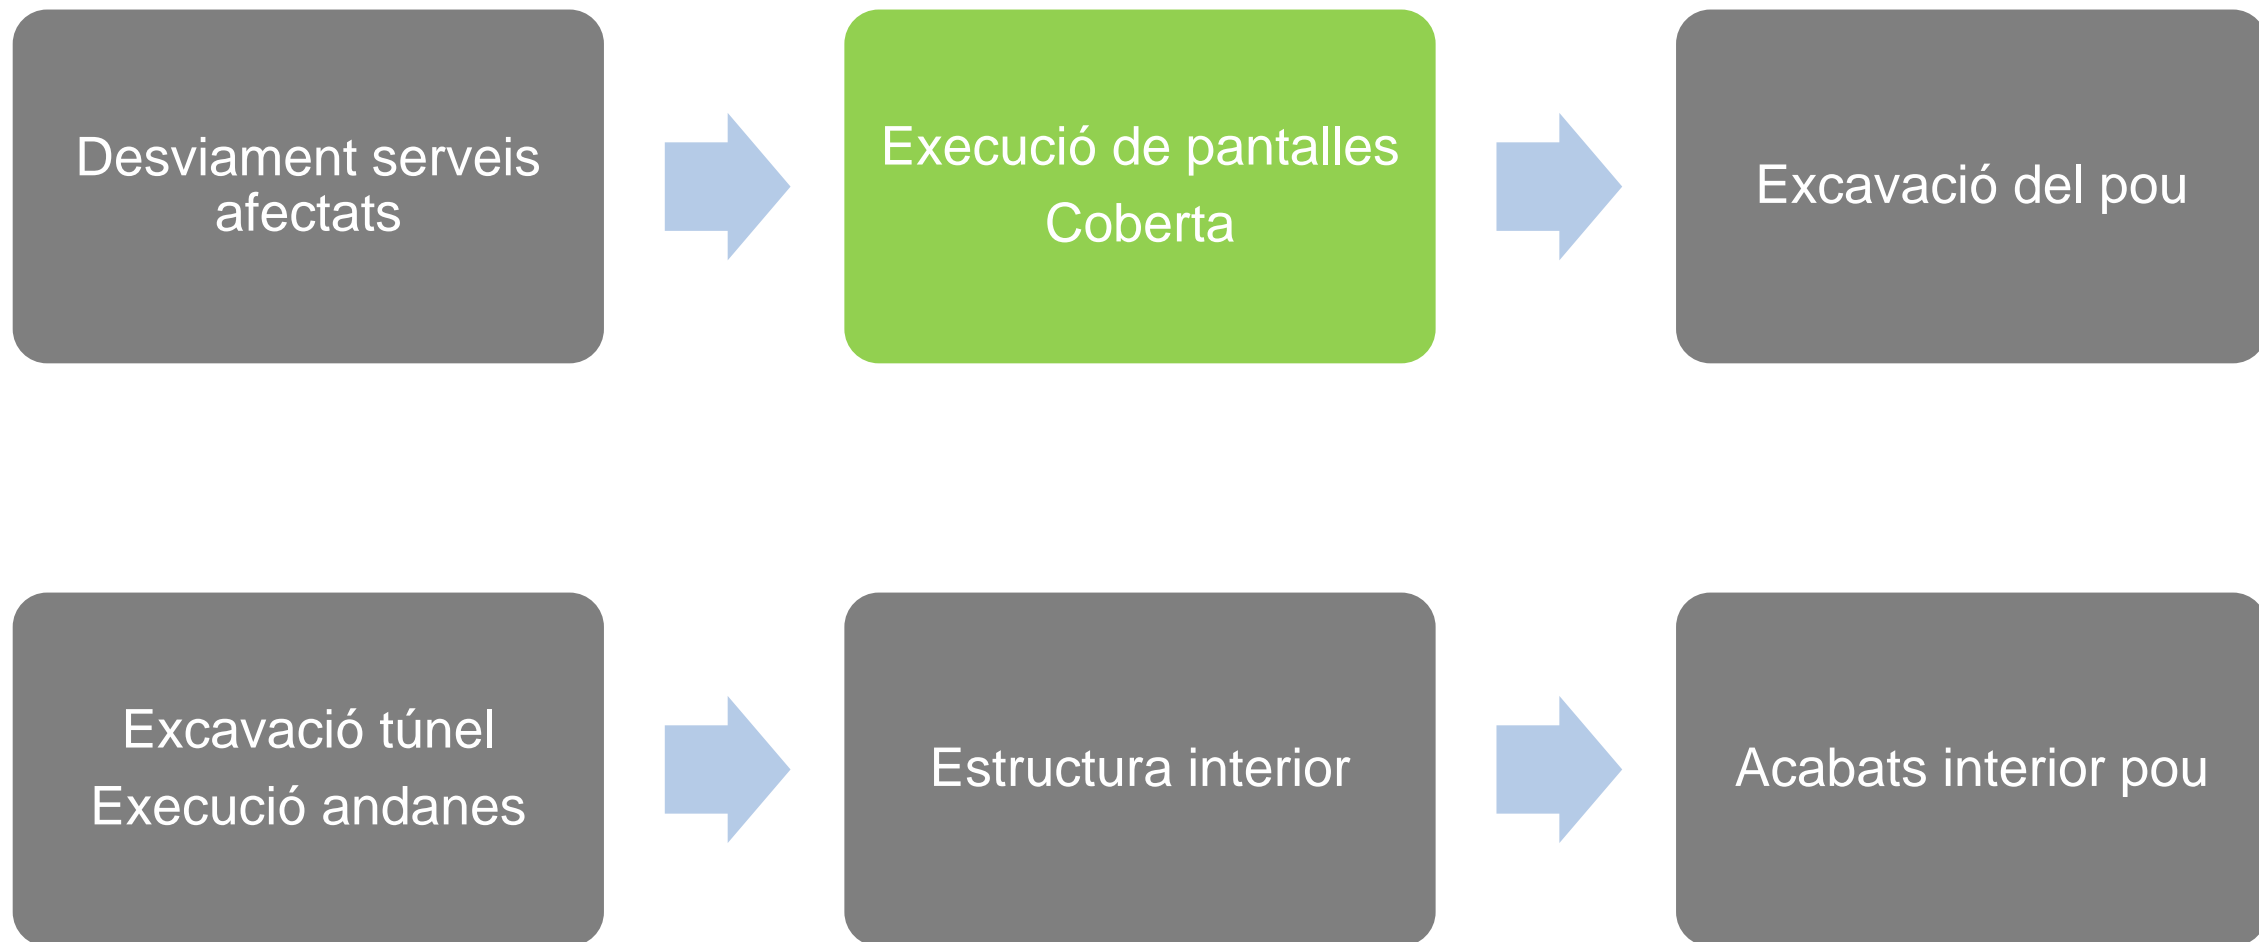 Desviament serveis
afectats
Execució de pantalles
Coberta
Excavació del pou
Excavació túnel
Execució andanes
Estructura interior
Acabats interior pou